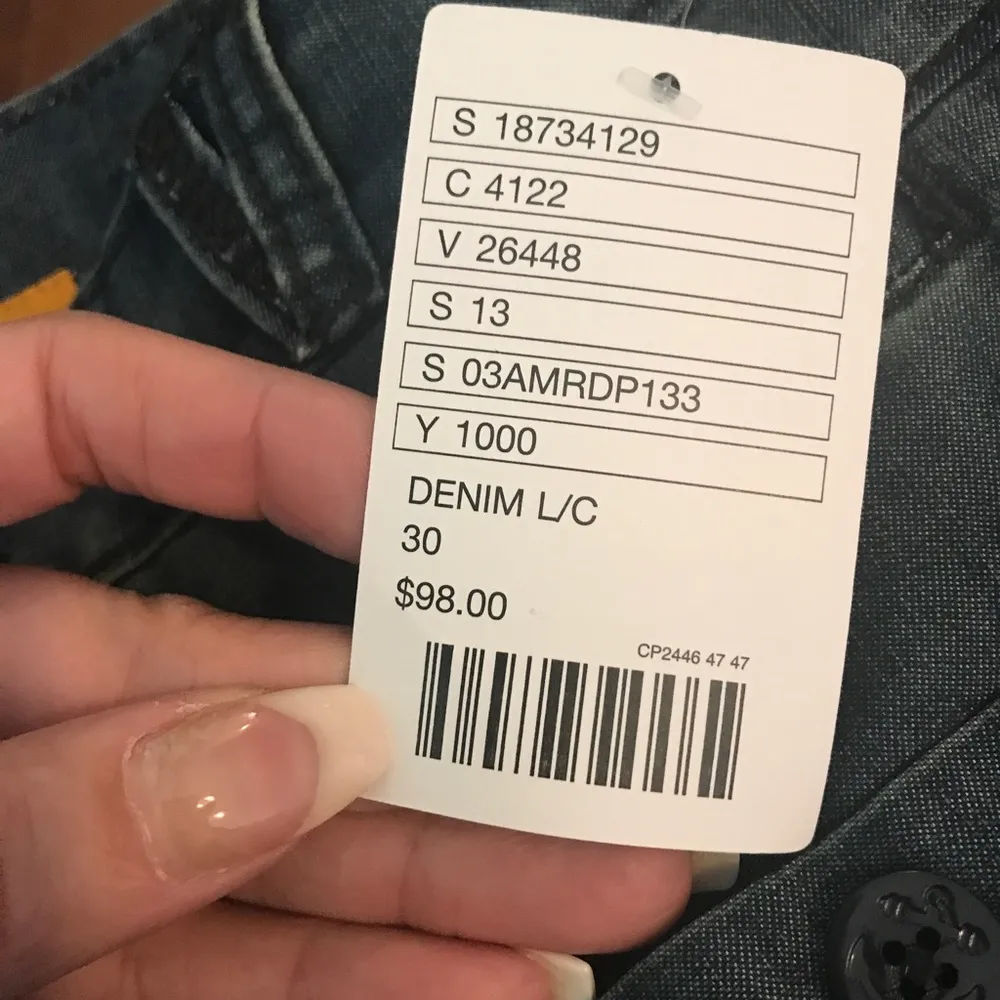 S 18734129
C 4122
V 26448
S 13
S 03AMRDP133
Y 1000
DENIM L/C
30
$98.00
CP2446 47 47